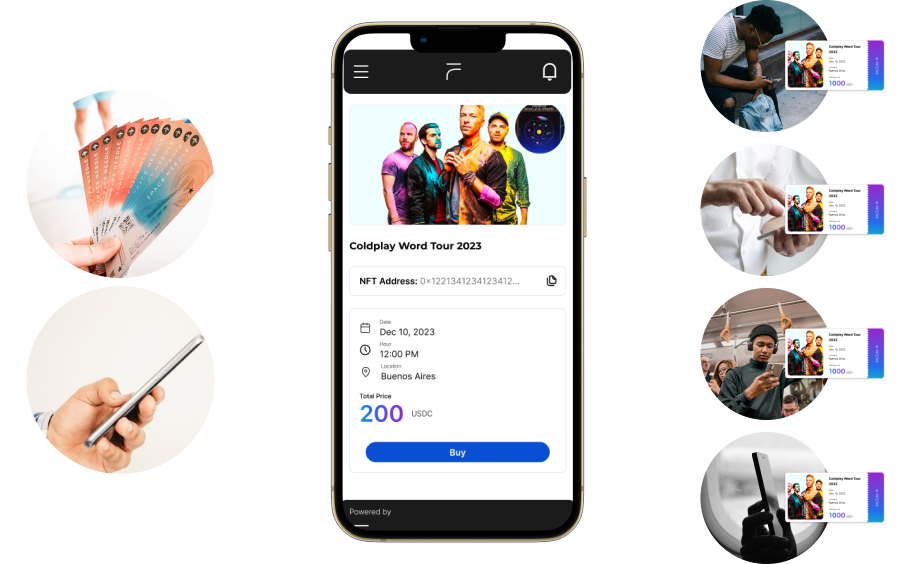 SPACE NEEDLE
Coldplay Word Tour 2023
NFT Address: 0x1221341234123412...
Date
Dec 10, 2023
Hour
12:00 PM
Location
Buenos Aires
Total Price
200 USDC
Buy
Powered by
Coldplay Word Tour
2023
Dec 10, 2023
Buenos Aires
1000 USDC
Coldplay Word Tour
2023
Dec 10, 2023
Buenos Aires
1000 USDC
Coldplay Word Tour
2023
Dec 10, 2023
Buenos Aires
1000 USDC
Coldplay Word Tour
2023
Dec 10, 2023
Buenos Aires
1000 USDC